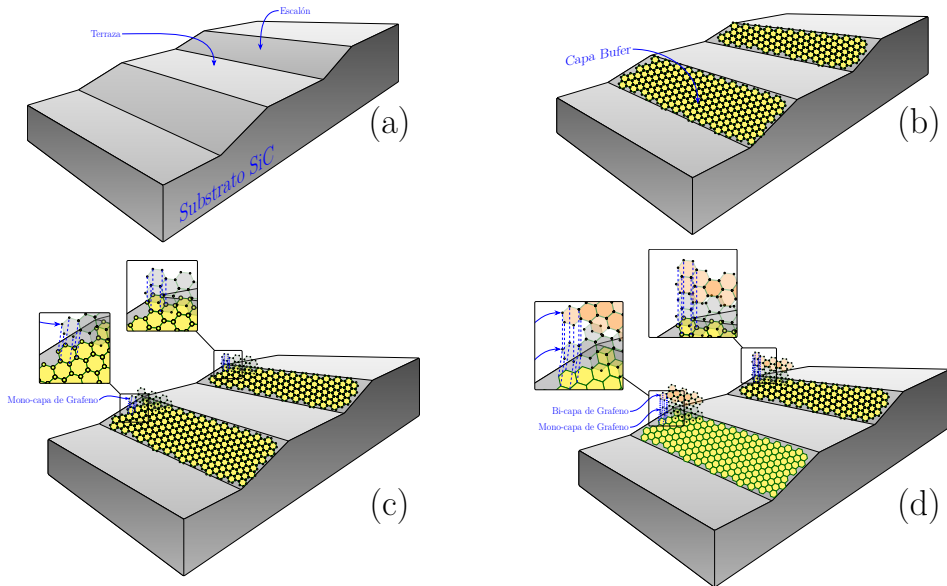 Escalón
Terraza
Substrato SiC
(a)
Capa Bufer
(b)
Mono-capa de Grafeno
(c)
Bi-capa de Grafeno
Mono-capa de Grafeno
(d)